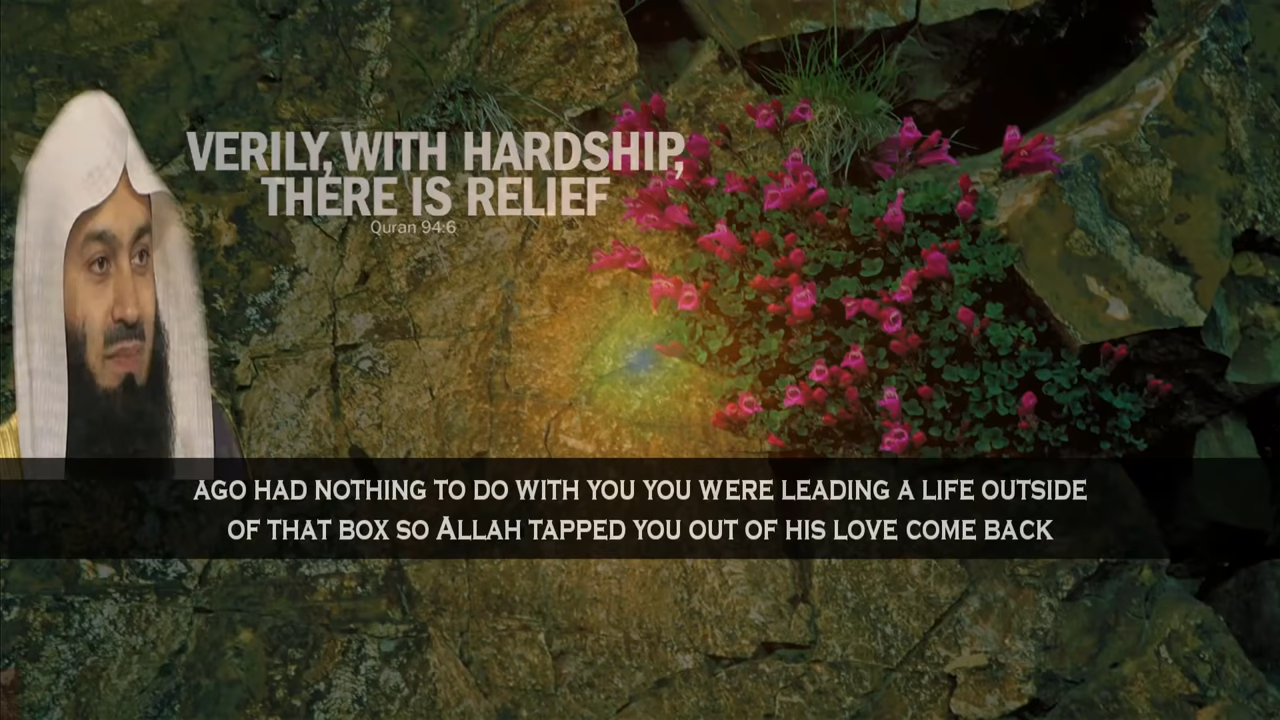 VERILY, WITH HARDSHIP,
THERE IS RELIEF
Quran 94:6
AGO HAD NOTHING TO DO WITH YOU YOU WERE LEADING A LIFE OUTSIDE
OF THAT BOX SO ALLAH TAPPED YOU OUT OF HIS LOVE COME BACK